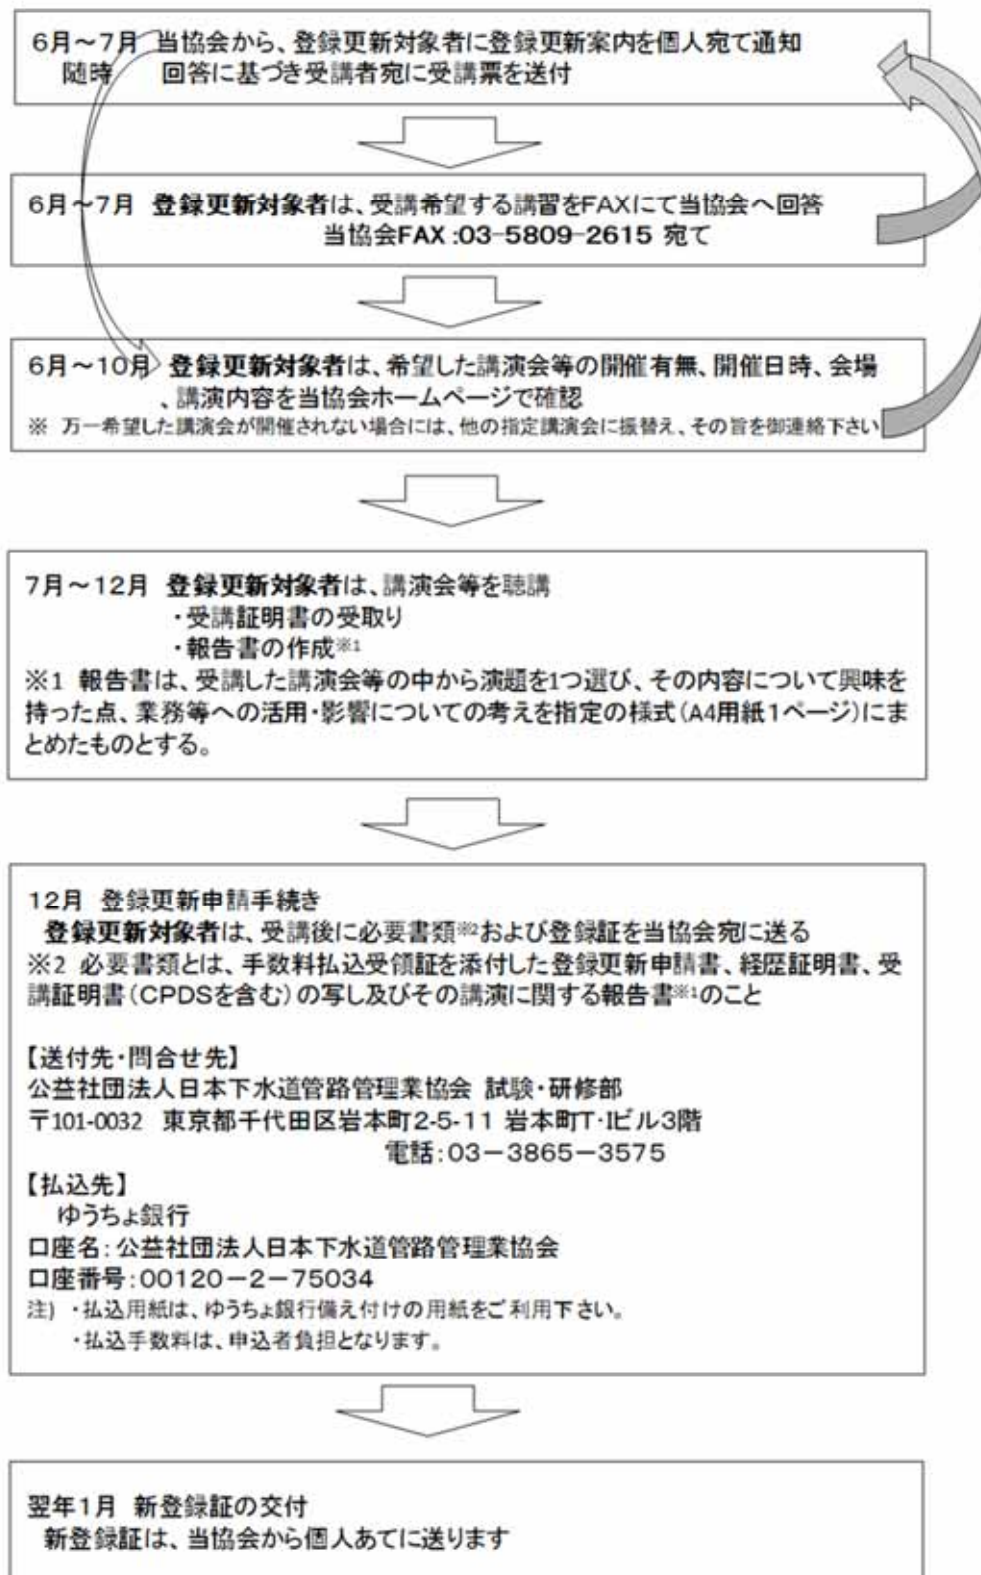 6月～7月 当協会から、登録更新対象者に登録更新案内を個人宛て通知
随時 回答に基づき受講者宛に受講票を送付
6月～7月 登録更新対象者は、受講希望する講習をFAXにて当協会へ回答
当協会FAX:03-5809-2615 宛て
6月～10月 登録更新対象者は、希望した講演会等の開催有無、開催日時、会場
、講演内容を当協会ホームページで確認
※ 万一希望した講演会が開催されない場合には、他の指定講演会に振替え、その旨を御連絡下さい
7月～12月 登録更新対象者は、講演会等を聴講
・受講証明書の受取り
・報告書の作成※1
※1 報告書は、受講した講演会等の中から演題を1つ選び、その内容について興味を
持った点、業務等への活用・影響についての考えを指定の様式(A4用紙1ページ)にま
とめたものとする。
12月 登録更新申請手続き
登録更新対象者は、受講後に必要書類※2および登録証を当協会宛に送る
※2 必要書類とは、手数料払込受領証を添付した登録更新申請書、経歴証明書、受
講証明書(CPDSを含む)の写し及びその講演に関する報告書※1のこと
【送付先・問合せ先】
公益社団法人日本下水道管路管理業協会 試験・研修部
〒101-0032 東京都千代田区岩本町2-5-11 岩本町T・Iビル3階
電話:03－3865－3575
【払込先】
ゆうちょ銀行
口座名:公益社団法人日本下水道管路管理業協会
口座番号:00120－2－75034
注) ・払込用紙は、ゆうちょ銀行備え付けの用紙をご利用下さい。
・払込手数料は、申込者負担となります。
翌年1月 新登録証の交付
新登録証は、当協会から個人あてに送ります